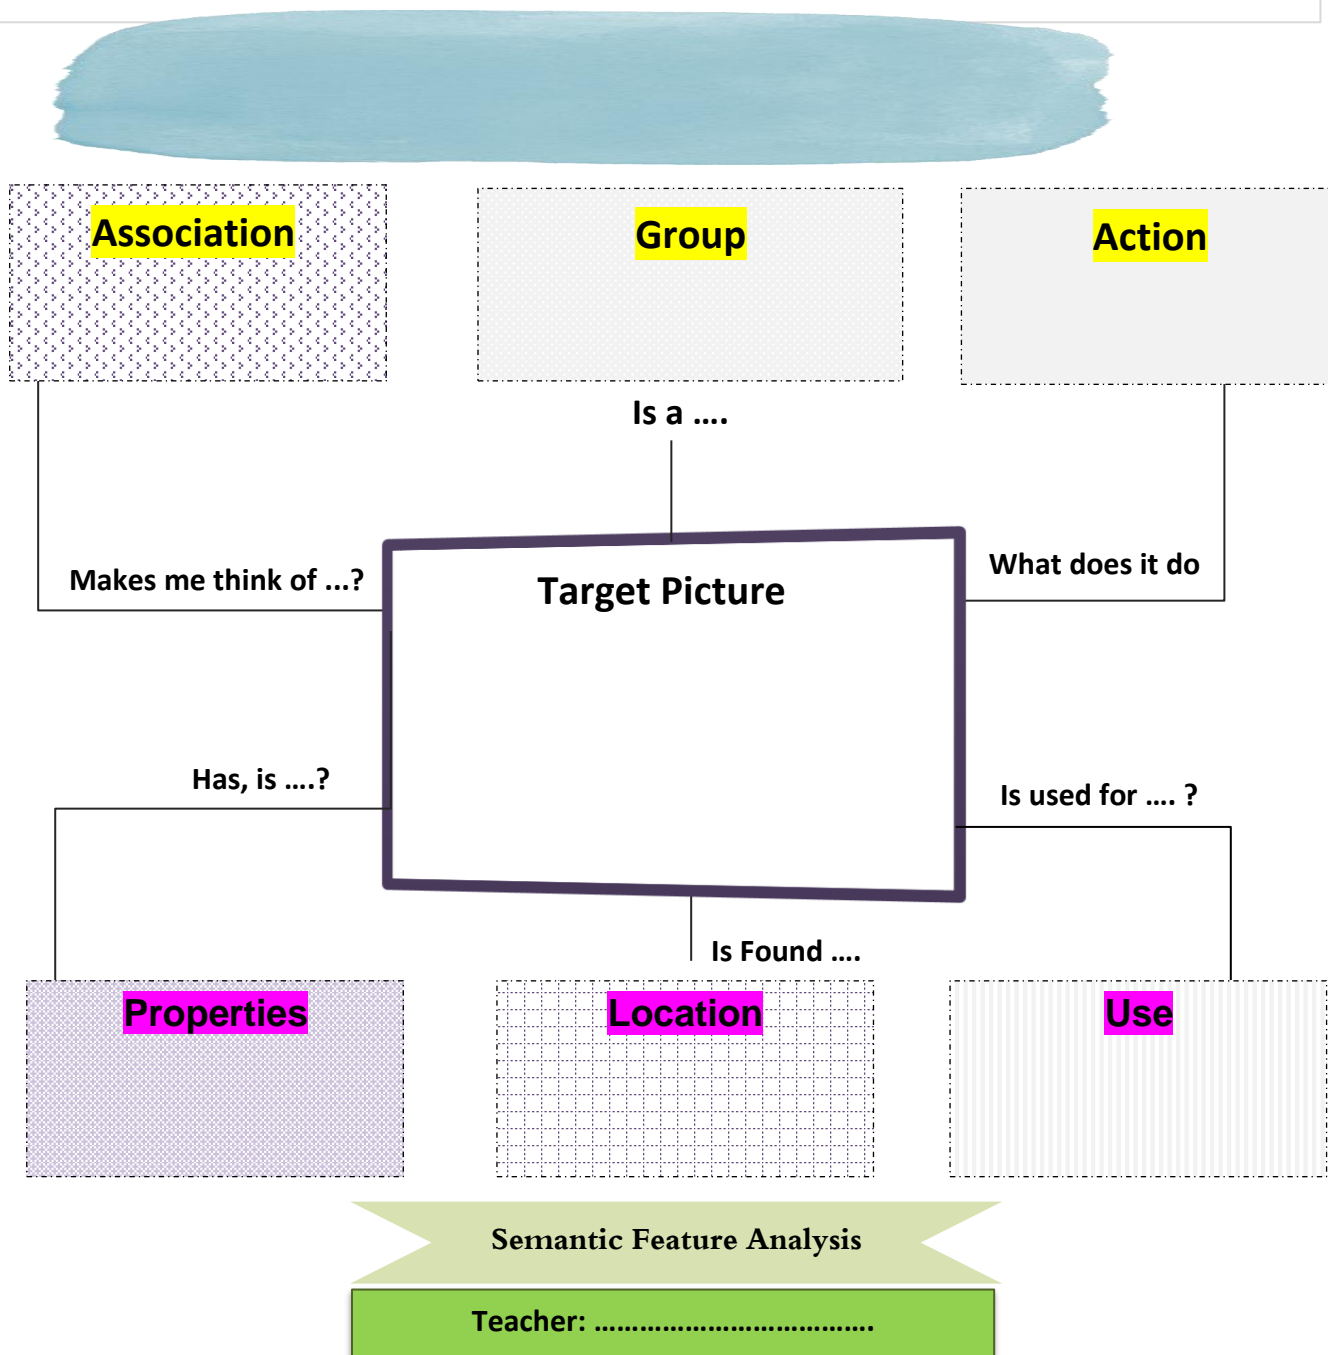 Association
Group
Action
Is a ....
Makes me think of ...?
Target Picture
What does it do
Has, is ....?
Is used for .... ?
Is Found ....
Properties
Location
Use
Semantic Feature Analysis
Teacher: ....................................